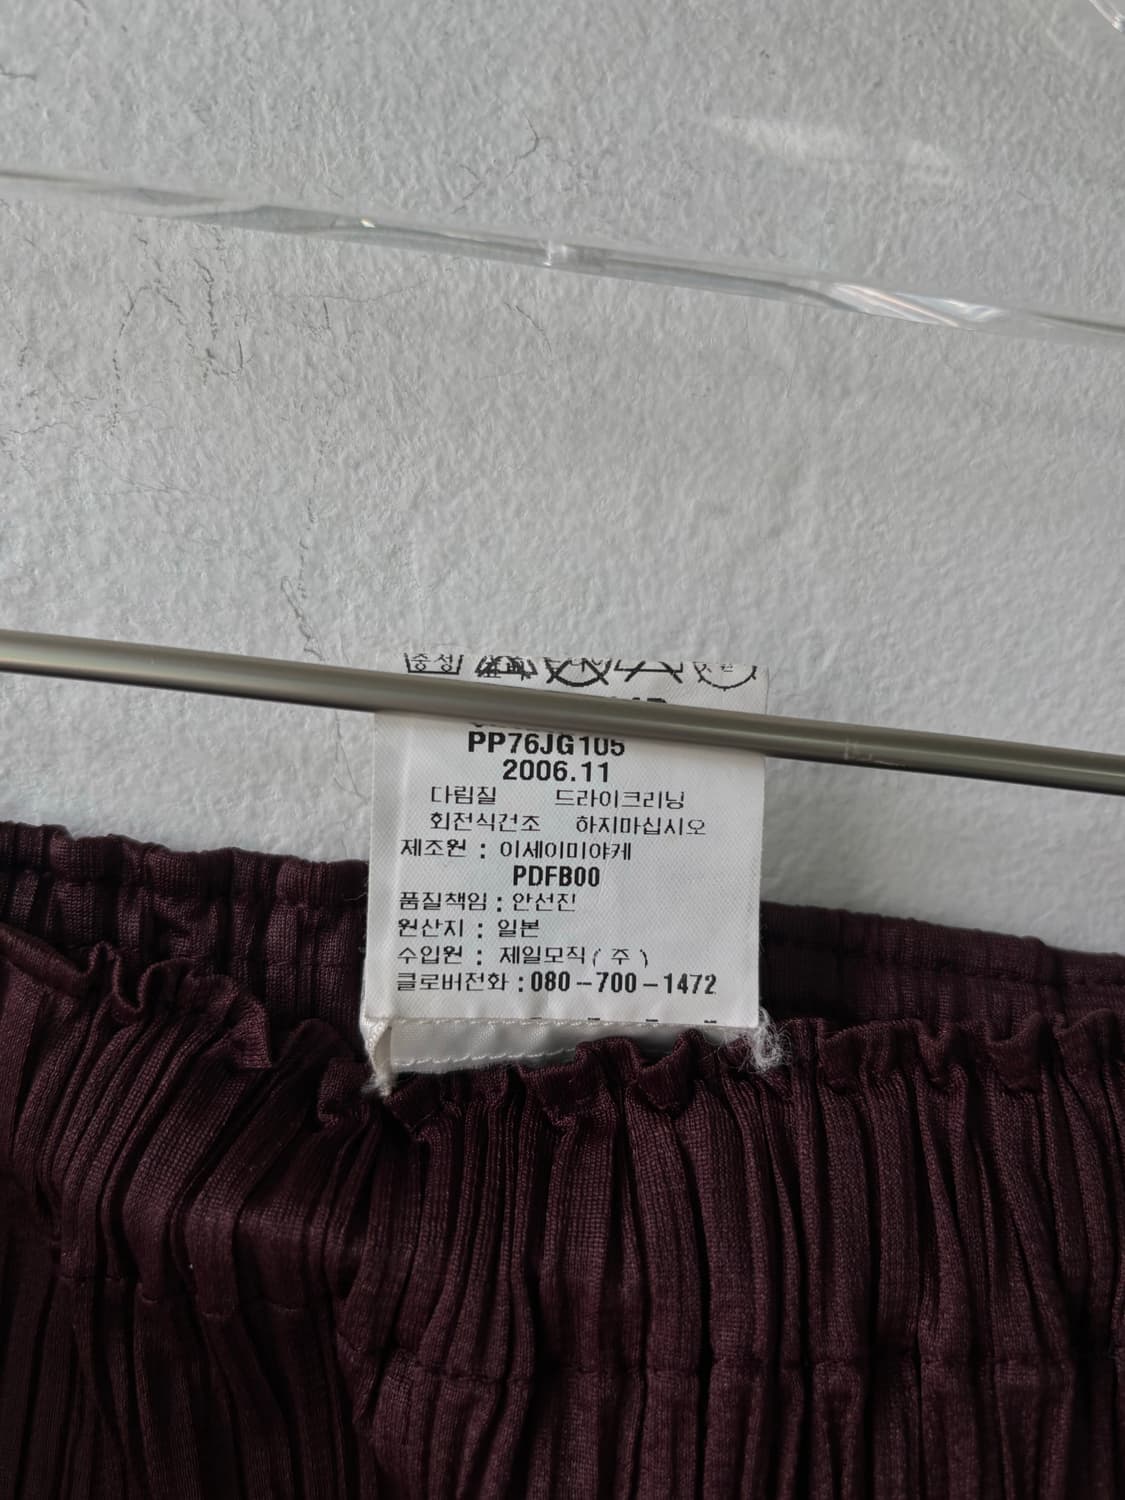 중성
PP76JG105
2006.11
다림질 드라이크리닝
회전식건조 하지마십시오
제조원 : 이세이미야케
PDFB00
품질책임 : 안선진
원산지 : 일본
수입원 : 제일모직 ( 주 )
클로버전화 : 080-700-1472